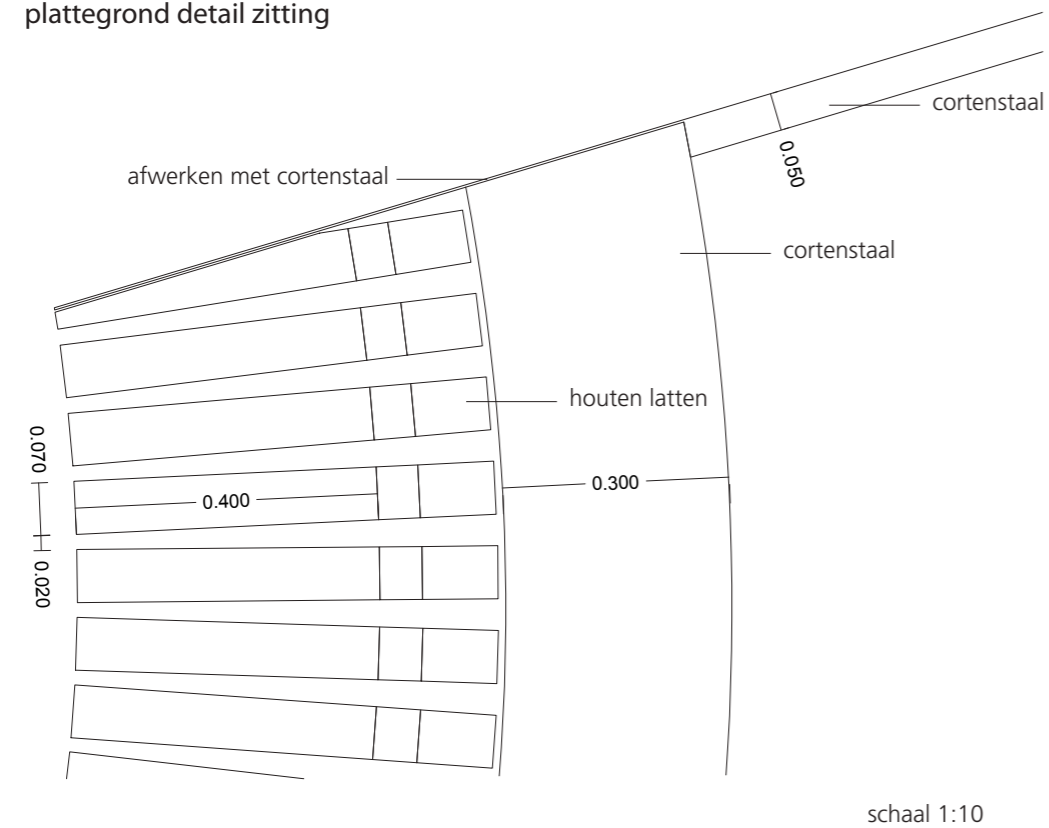 plattegrond detail zitting
cortenstaal
0.050
afwerken met cortenstaal
cortenstaal
houten latten
0.070
0.400
0.300
0.020
schaal 1:10